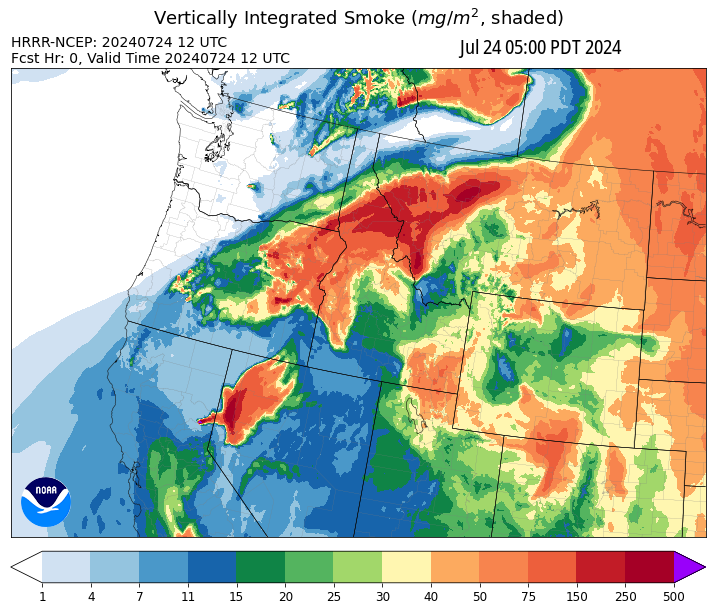 Vertically Integrated Smoke (mg/m², shaded)
HRRR-NCEP: 20240724 12 UTC
Fcst Hr: 0, Valid Time 20240724 12 UTC
Jul 24 05:00 PDT 2024
NOAA
1 4 7 11 15 20 25 30 40 50 75 150 250 500